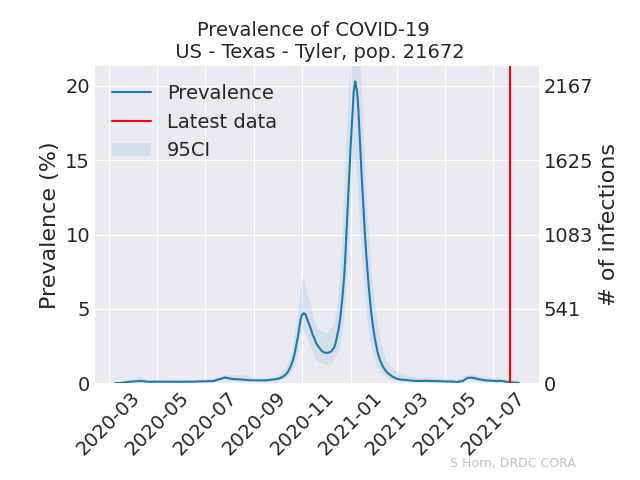 Prevalence of COVID-19
US - Texas - Tyler, pop. 21672
Prevalence
Latest data
95CI
Prevalence (%)
20
15
10
5
0
2167
1625
1083
541
0
# of infections
2020-03
2020-05
2020-07
2020-09
2020-11
2021-01
2021-03
2021-05
2021-07
S Horn, DRDC CORA